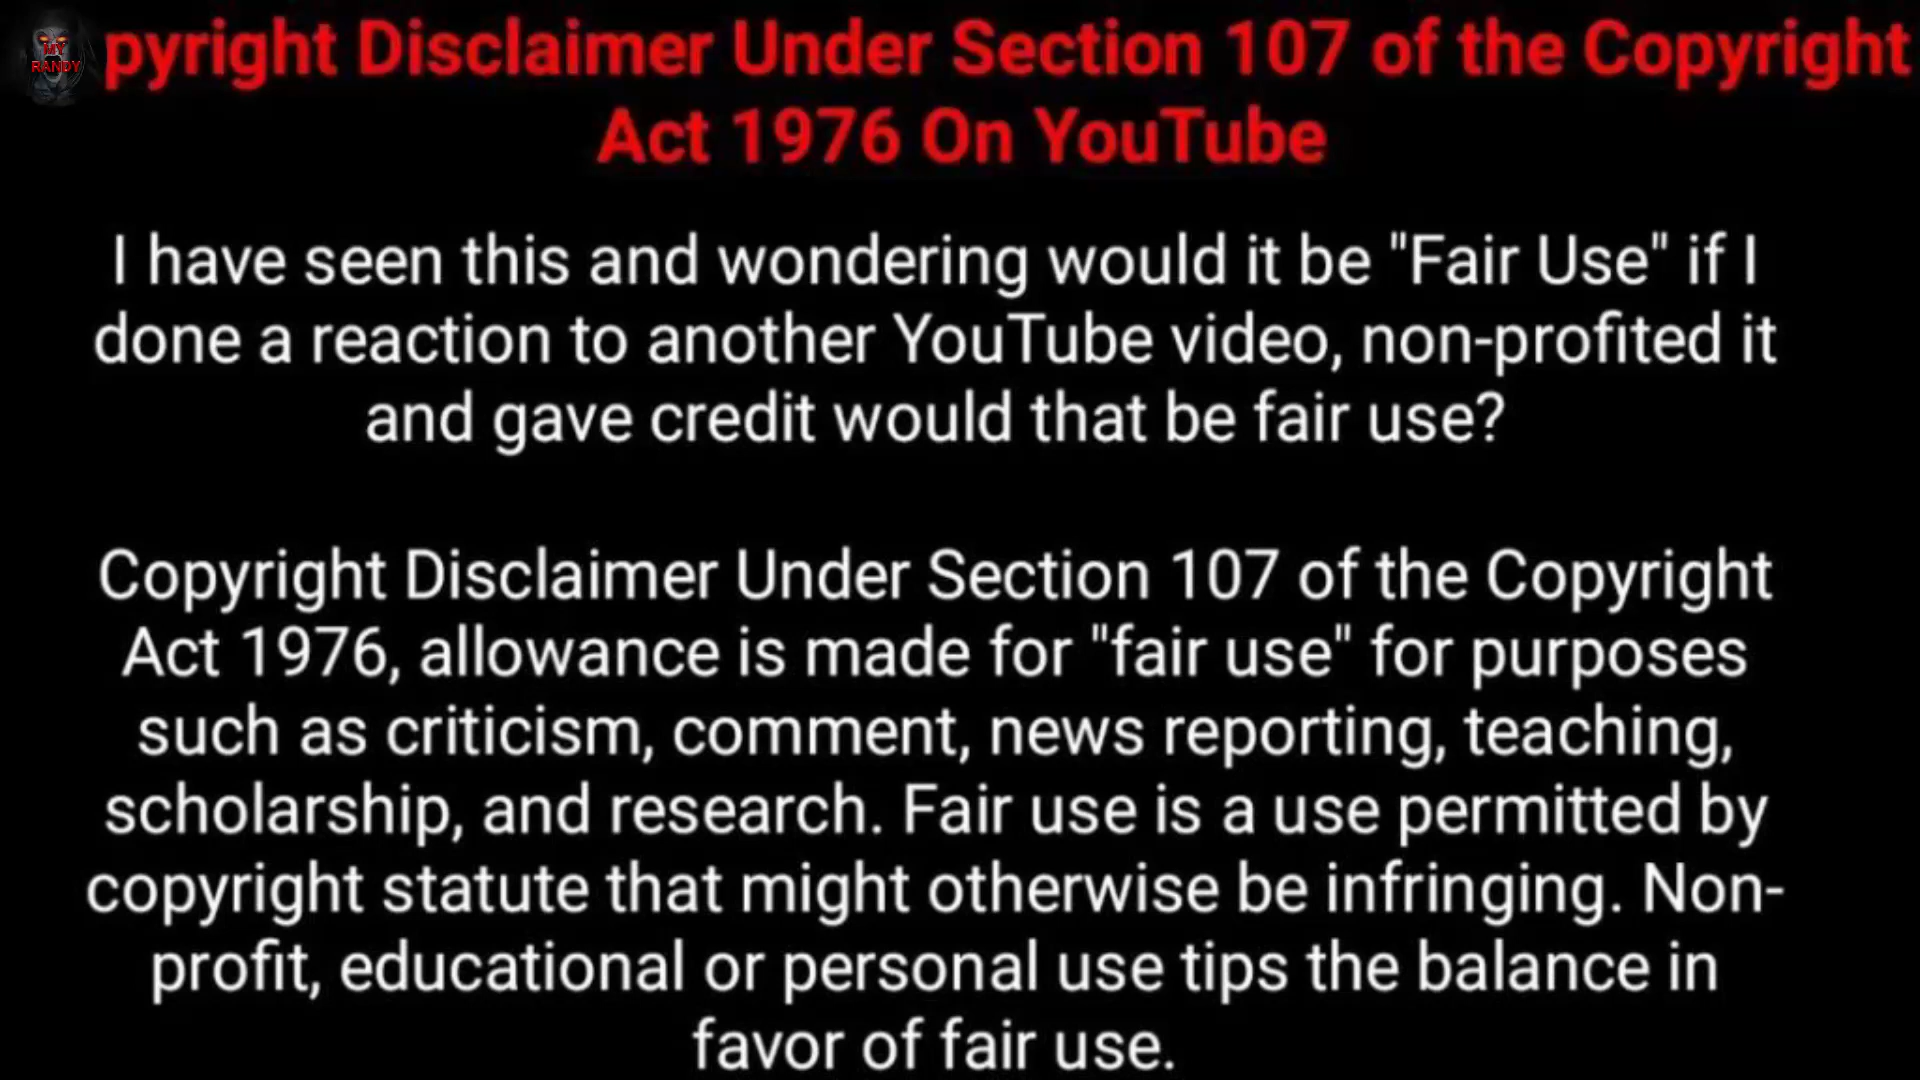 MY
RANDY
pyright Disclaimer Under Section 107 of the Copyright
Act 1976 On YouTube
I have seen this and wondering would it be "Fair Use" if I
done a reaction to another YouTube video, non-profited it
and gave credit would that be fair use?
Copyright Disclaimer Under Section 107 of the Copyright
Act 1976, allowance is made for "fair use" for purposes
such as criticism, comment, news reporting, teaching,
scholarship, and research. Fair use is a use permitted by
copyright statute that might otherwise be infringing. Non-
profit, educational or personal use tips the balance in
favor of fair use.